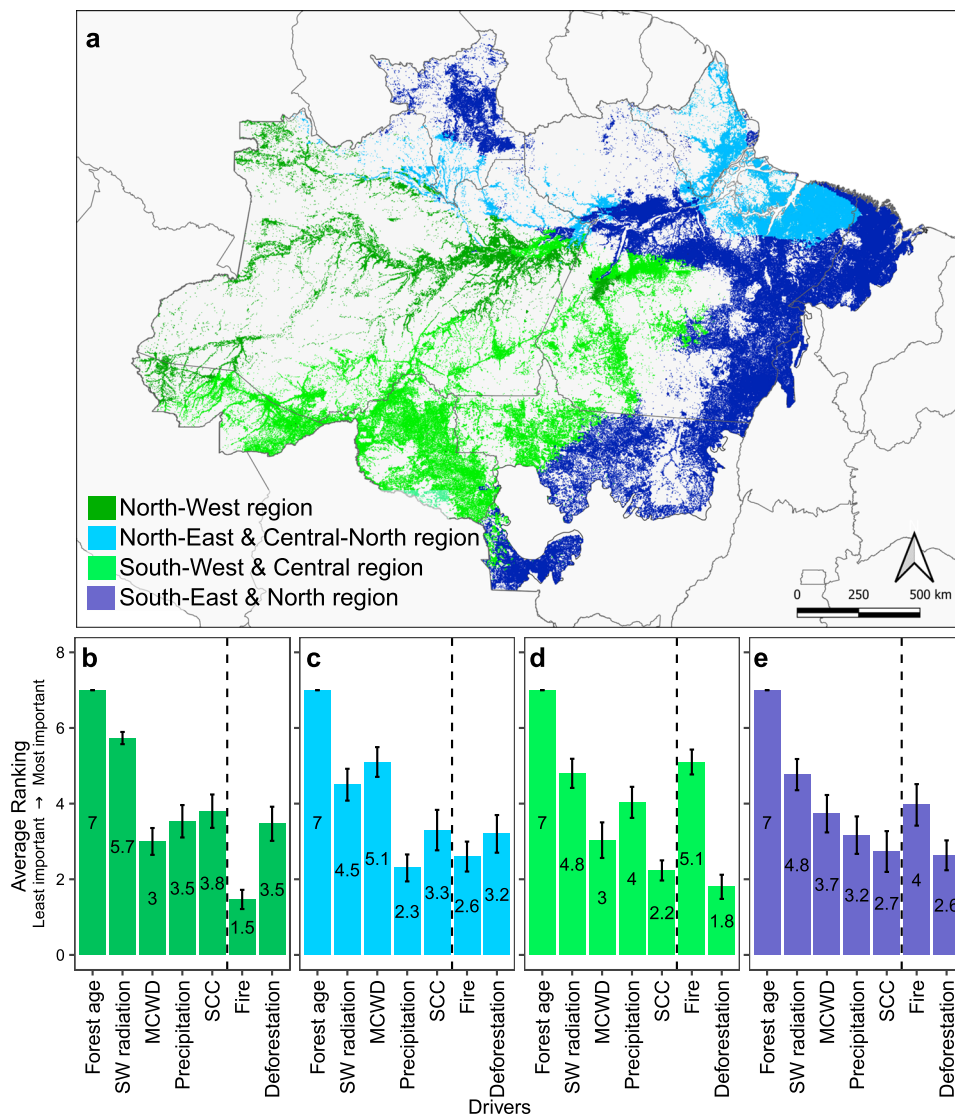 a
North-West region
North-East & Central-North region
South-West & Central region
South-East & North region
0 250 500 km
b c d e
Average Ranking
Least important → Most important
8
6
4
2
0
7 5.7 3 3.5 3.8 1.5 3.5
7 4.5 5.1 2.3 3.3 2.6 3.2
7 4.8 3 4 2.2 5.1 1.8
7 4.8 3.7 3.2 2.7 4 2.6
Forest age SW radiation MCWD Precipitation SCC Fire Deforestation
Forest age SW radiation MCWD Precipitation SCC Fire Deforestation
Forest age SW radiation MCWD Precipitation SCC Fire Deforestation
Forest age SW radiation MCWD Precipitation SCC Fire Deforestation
Drivers